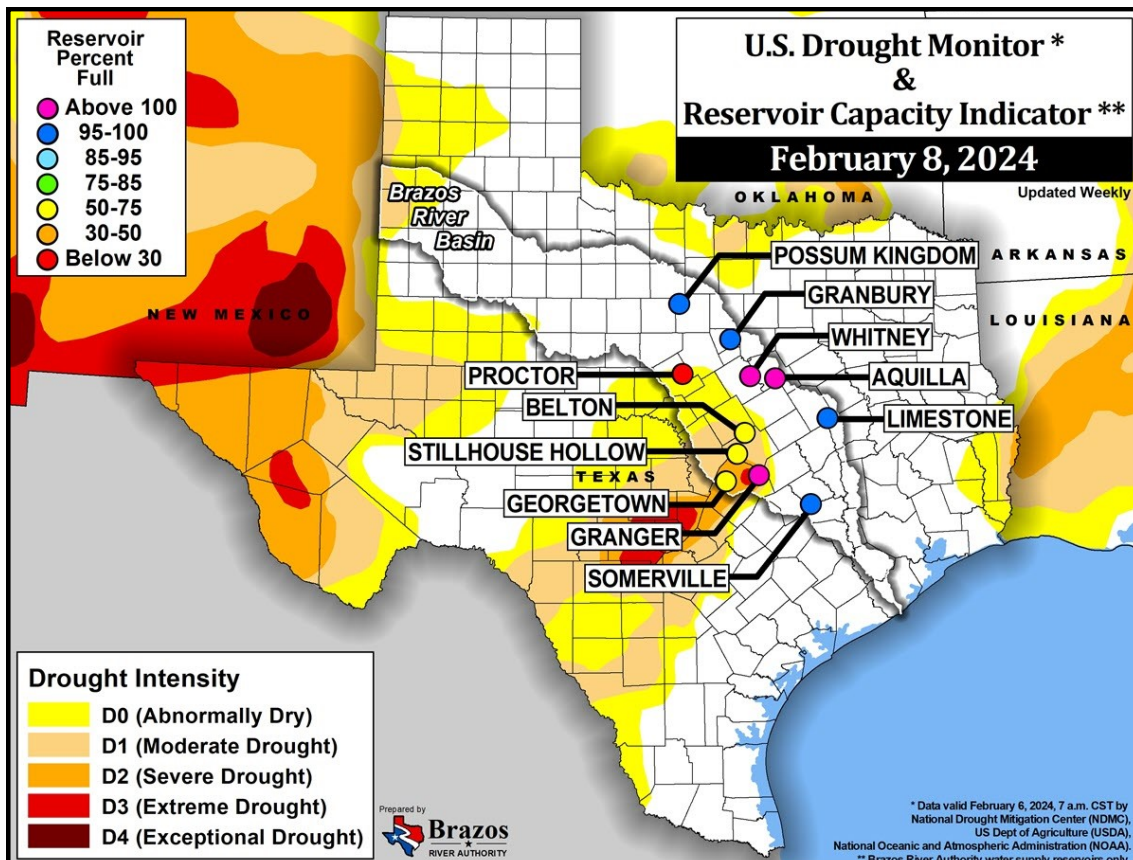 Reservoir
Percent
Full
Above 100
95-100
85-95
75-85
50-75
30-50
Below 30
U.S. Drought Monitor *
&
Reservoir Capacity Indicator **
February 8, 2024
Updated Weekly
OKLAHOMA
ARKANSAS
LOUISIANA
NEW MEXICO
TEXAS
Brazos
River
Basin
POSSUM KINGDOM
GRANBURY
WHITNEY
AQUILLA
LIMESTONE
PROCTOR
BELTON
STILLHOUSE HOLLOW
GEORGETOWN
GRANGER
SOMERVILLE
Drought Intensity
D0 (Abnormally Dry)
D1 (Moderate Drought)
D2 (Severe Drought)
D3 (Extreme Drought)
D4 (Exceptional Drought)
Prepared by
Brazos
RIVER AUTHORITY
* Data valid February 6, 2024, 7 a.m. CST by
National Drought Mitigation Center (NDMC),
US Dept of Agriculture (USDA),
National Oceanic and Atmospheric Administration (NOAA).
** Brazos River Authority water supply reservoirs only